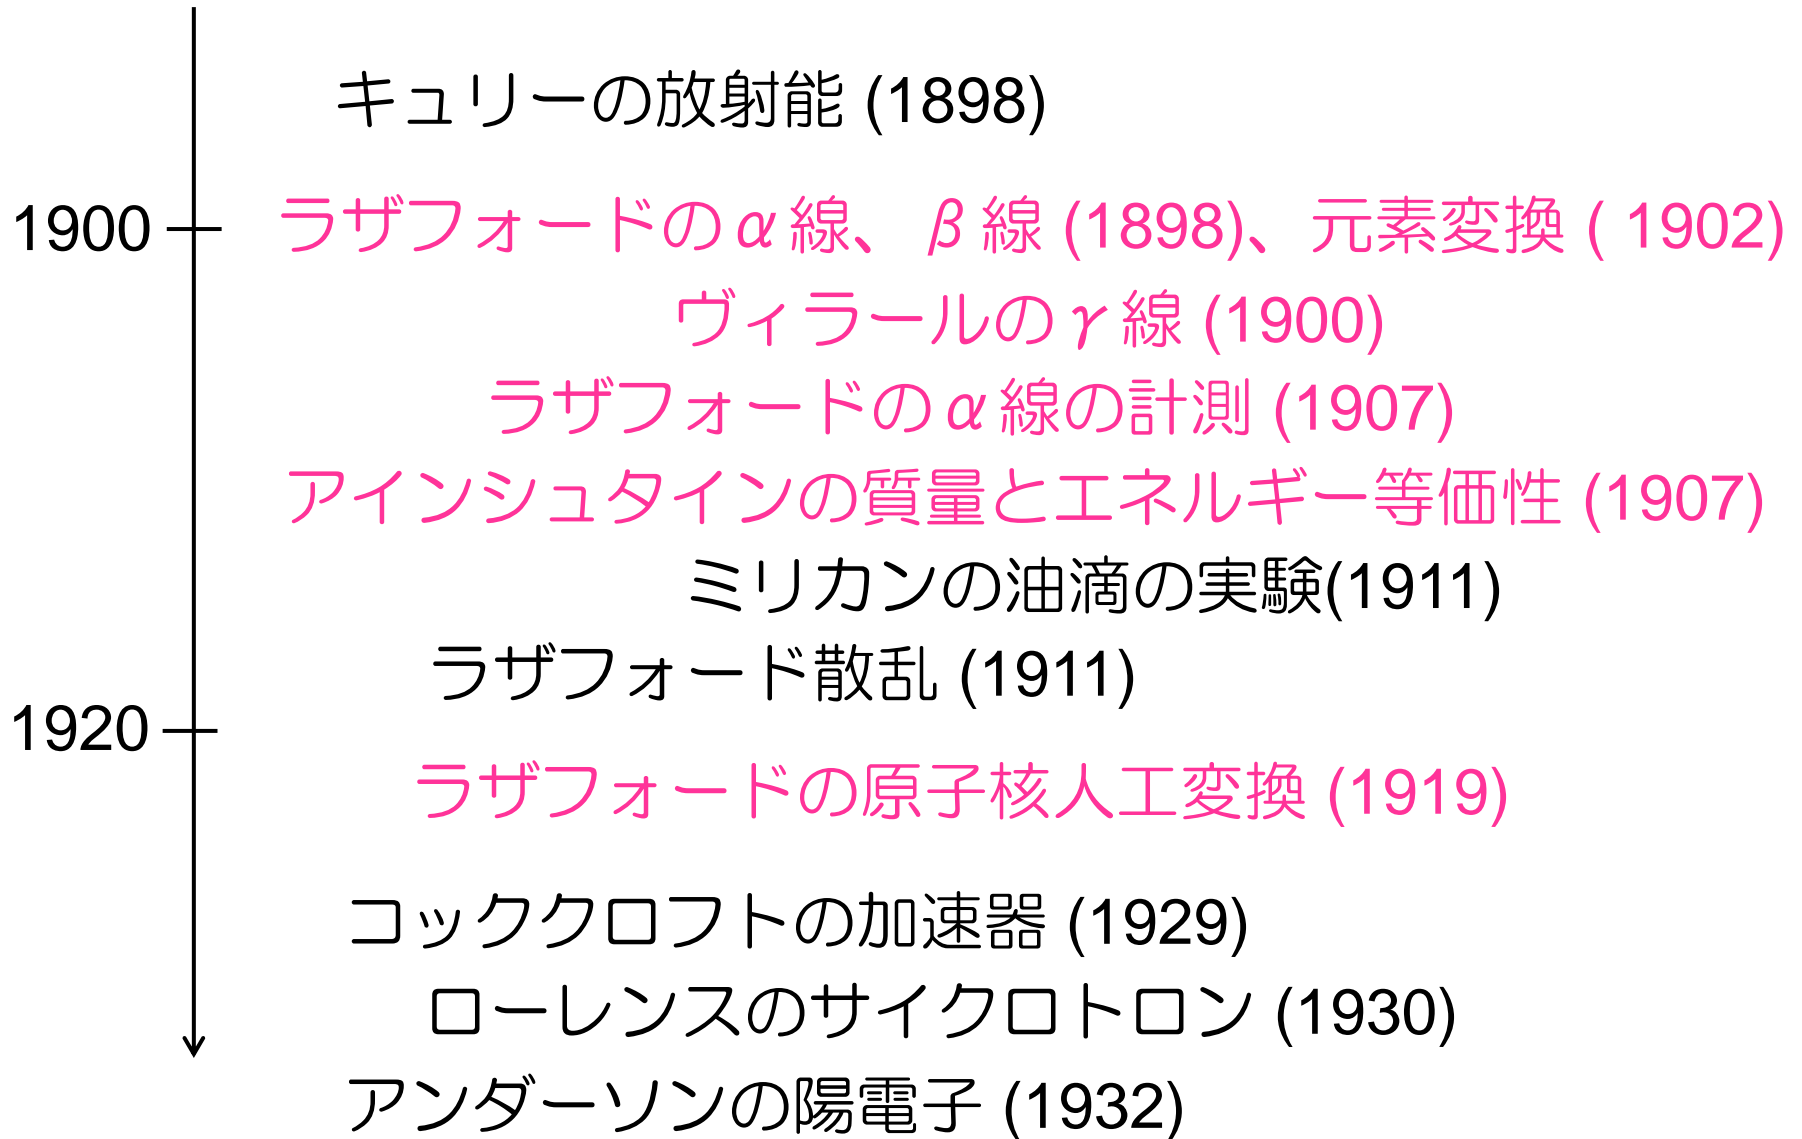 キュリーの放射能 (1898)
1900
ラザフォードのα線、β線 (1898)、元素変換 ( 1902)
ヴィラールのγ線 (1900)
ラザフォードのα線の計測 (1907)
アインシュタインの質量とエネルギー等価性 (1907)
ミリカンの油滴の実験(1911)
ラザフォード散乱 (1911)
1920
ラザフォードの原子核人工変換 (1919)
コッククロフトの加速器 (1929)
ローレンスのサイクロトロン (1930)
アンダーソンの陽電子 (1932)